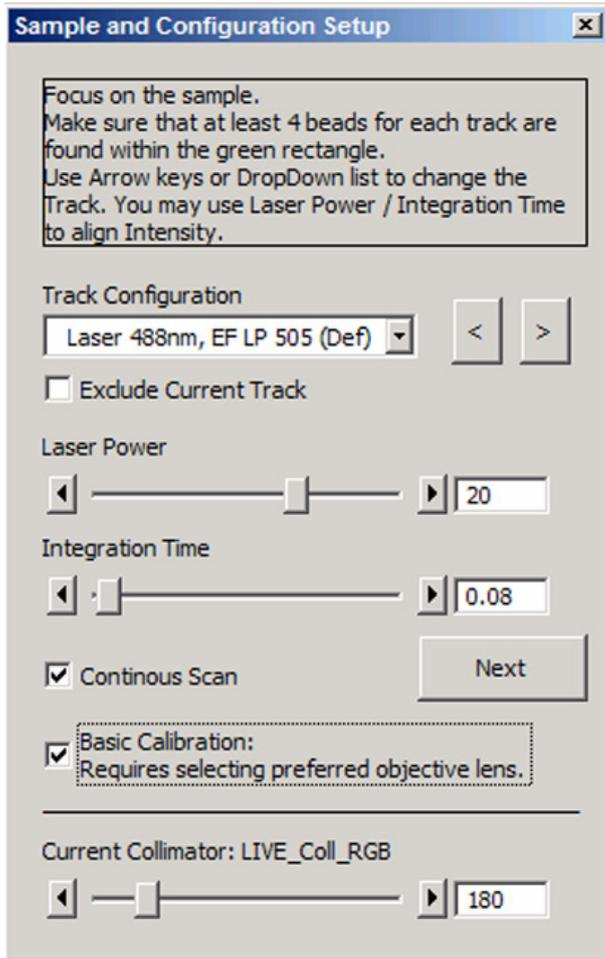 Sample and Configuration Setup
Focus on the sample.
Make sure that at least 4 beads for each track are
found within the green rectangle.
Use Arrow keys or DropDown list to change the
Track. You may use Laser Power / Integration Time
to align Intensity.
Track Configuration
Laser 488nm, EF LP 505 (Def)
< >
Exclude Current Track
Laser Power
20
Integration Time
0.08
Continous Scan
Next
Basic Calibration:
Requires selecting preferred objective lens.
Current Collimator: LIVE_Coll_RGB
180